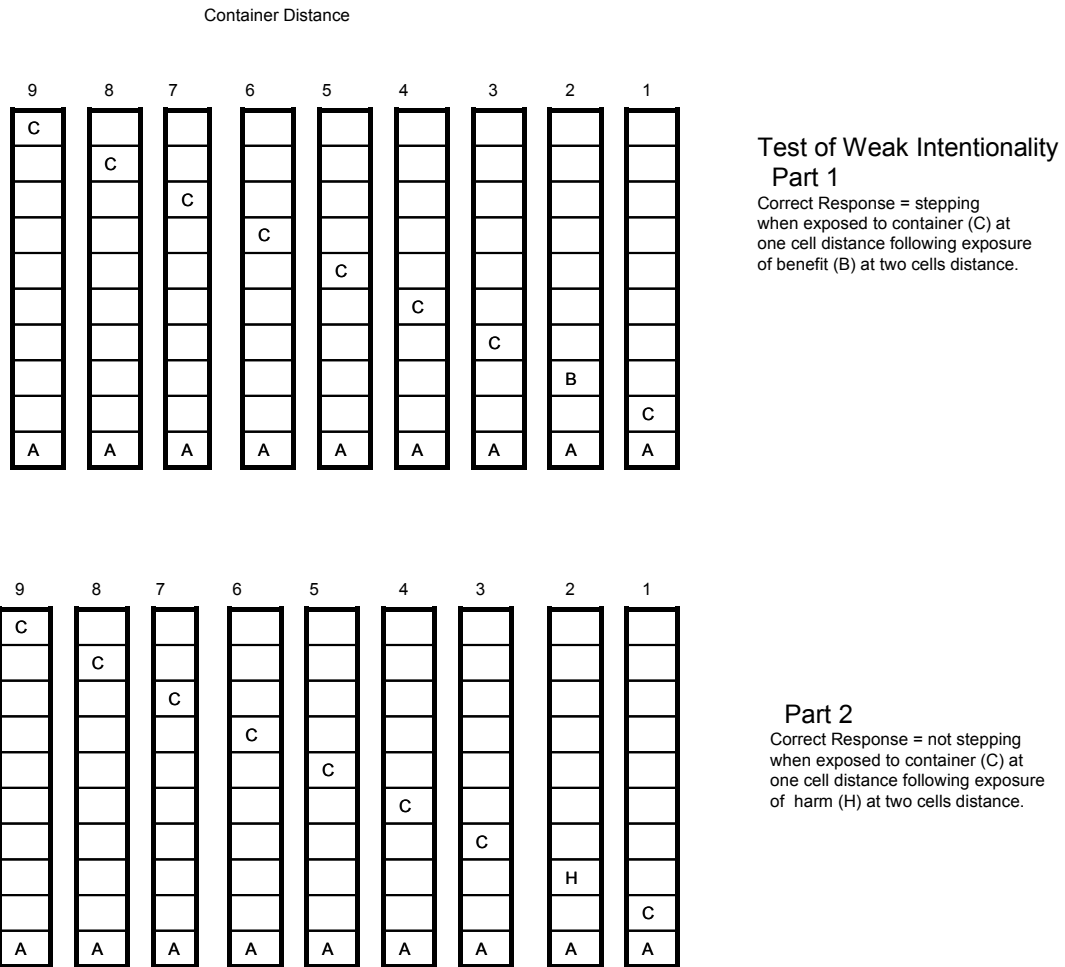 Container Distance
9 8 7 6 5 4 3 2 1
C
C
C
C
C
C
C
B
C
A A A A A A A A A
Test of Weak Intentionality
Part 1
Correct Response = stepping
when exposed to container (C) at
one cell distance following exposure
of benefit (B) at two cells distance.
9 8 7 6 5 4 3 2 1
C
C
C
C
C
C
C
H
C
A A A A A A A A A
Part 2
Correct Response = not stepping
when exposed to container (C) at
one cell distance following exposure
of harm (H) at two cells distance.